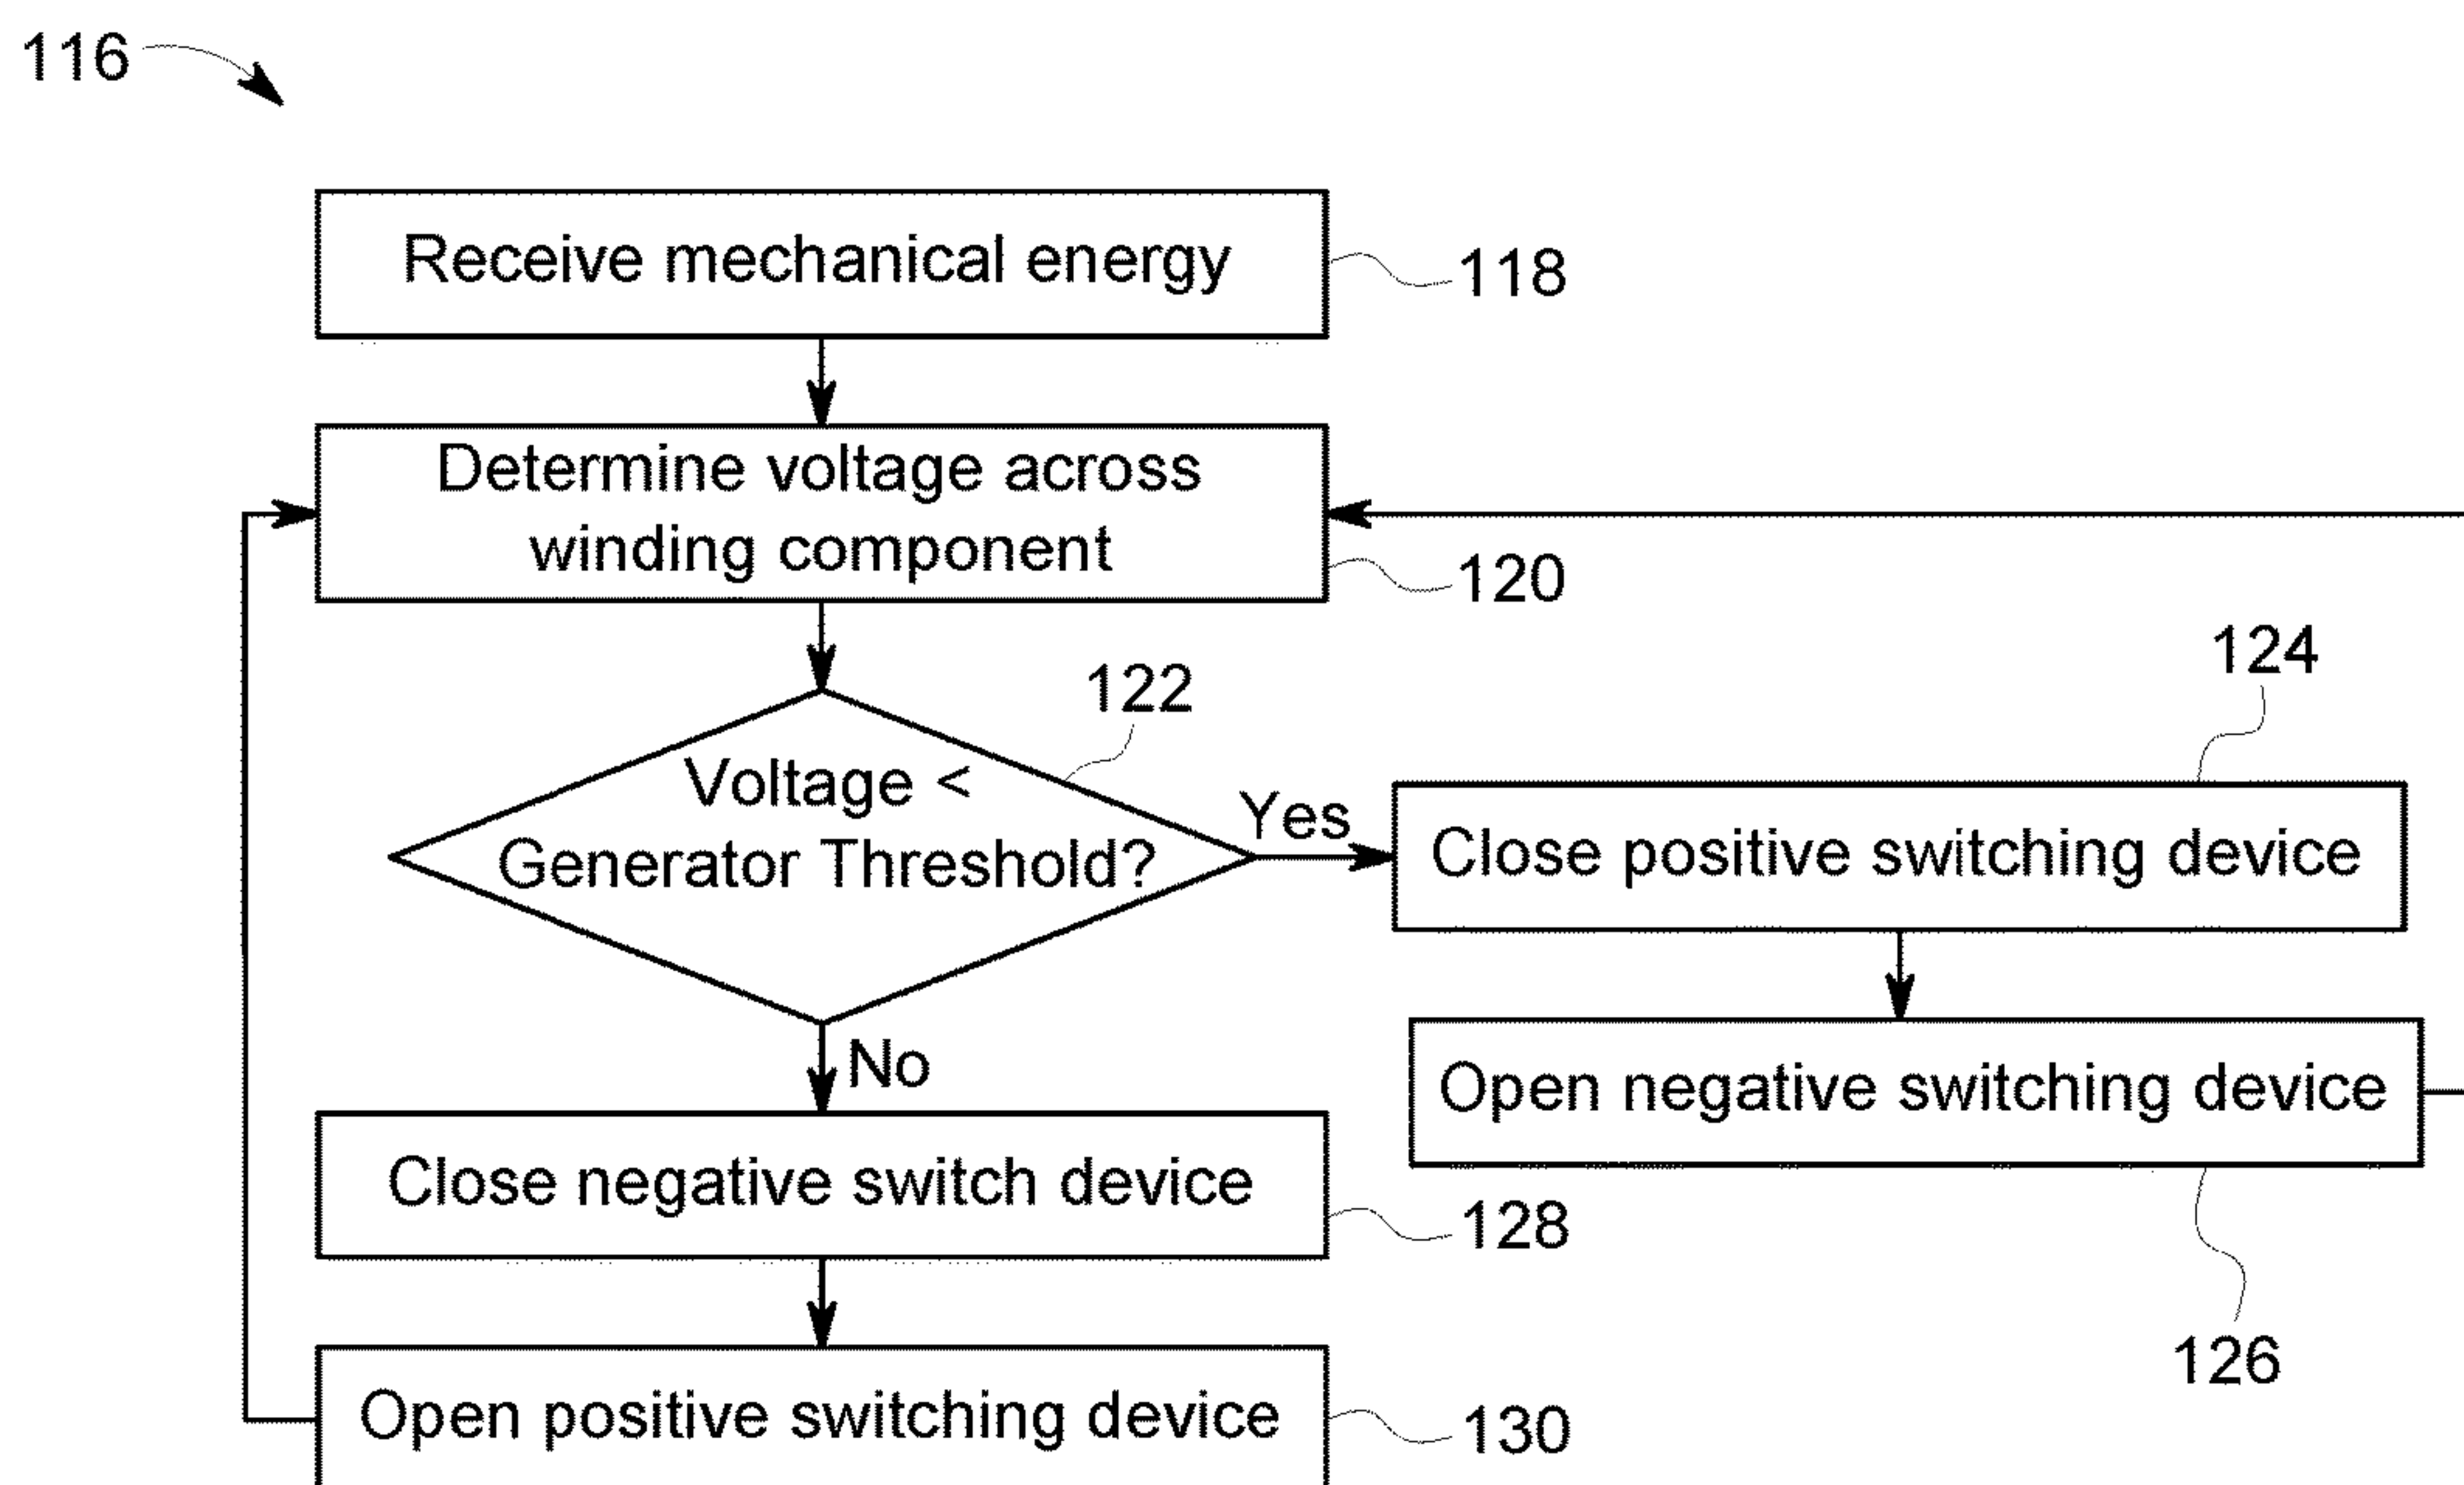 116
Receive mechanical energy
118
Determine voltage across
winding component
120
122
Voltage <
Generator Threshold?
Yes
124
Close positive switching device
No
Open negative switching device
126
Close negative switch device
128
Open positive switching device
130